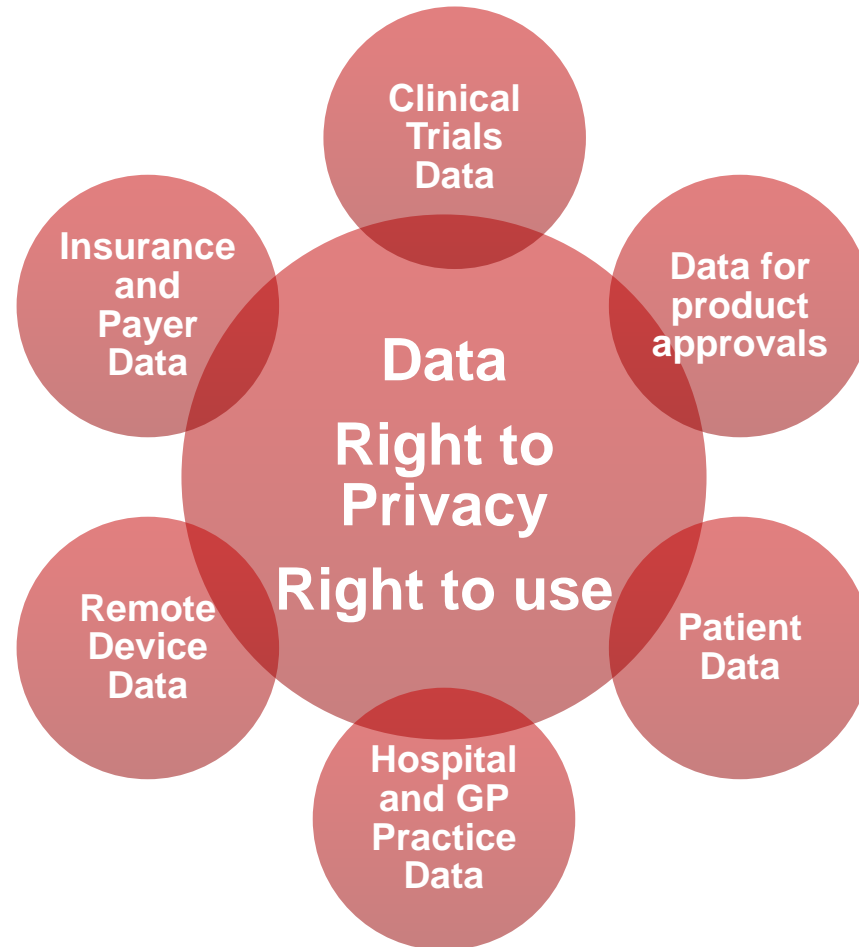 Clinical
Trials
Data
Insurance
and
Payer
Data
Data for
product
approvals
Data
Right to
Privacy
Right to use
Remote
Device
Data
Patient
Data
Hospital
and GP
Practice
Data